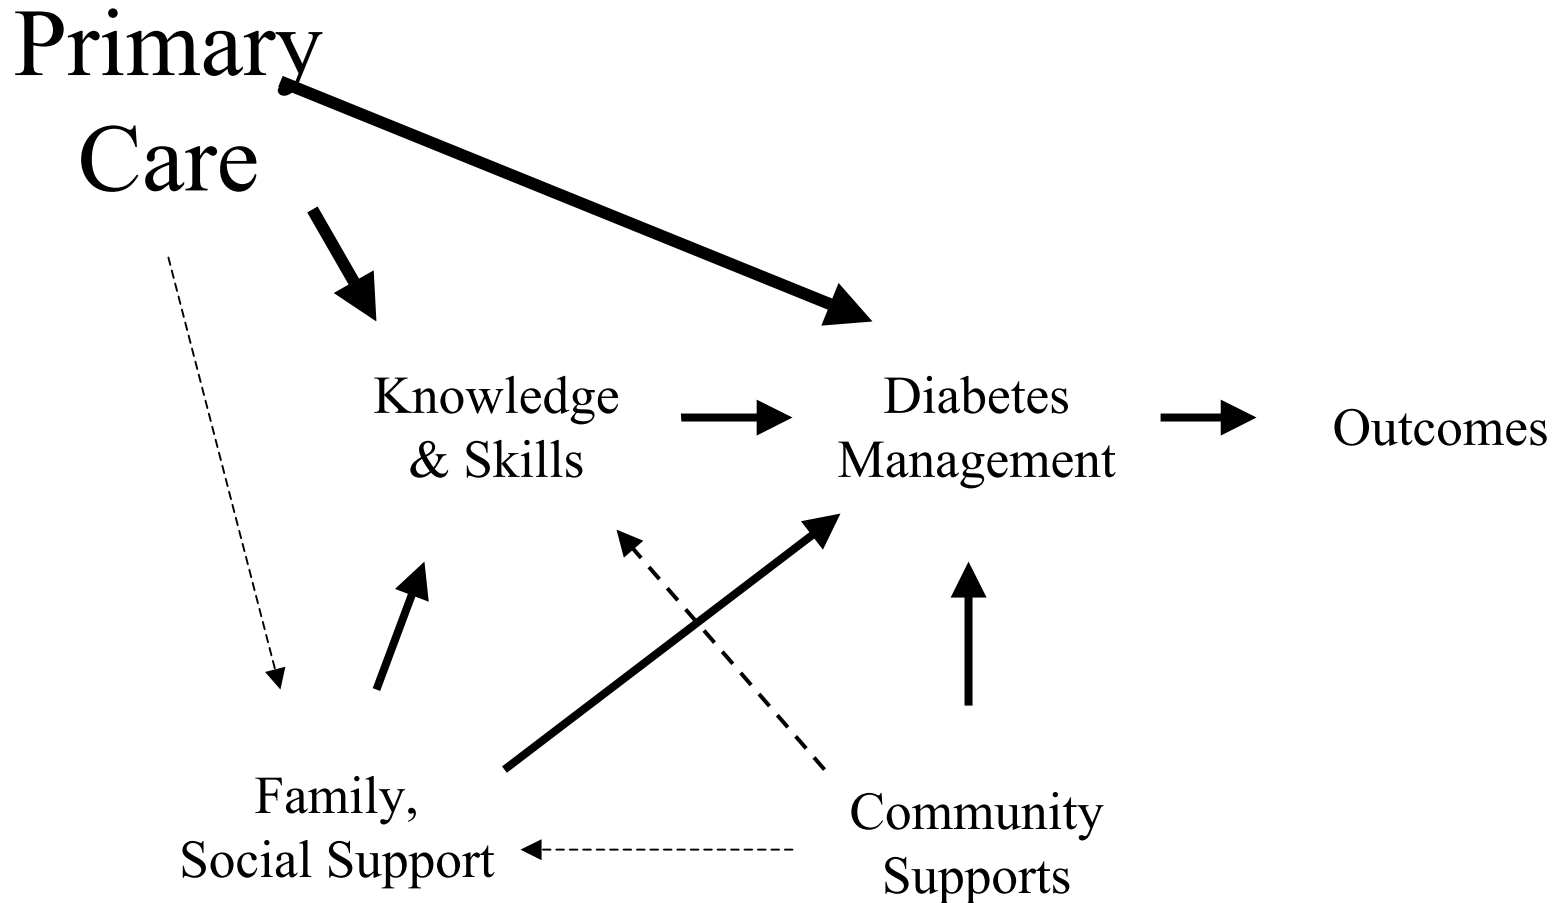 Primary
Care
Knowledge
& Skills
Diabetes
Management
Outcomes
Family,
Social Support
Community
Supports